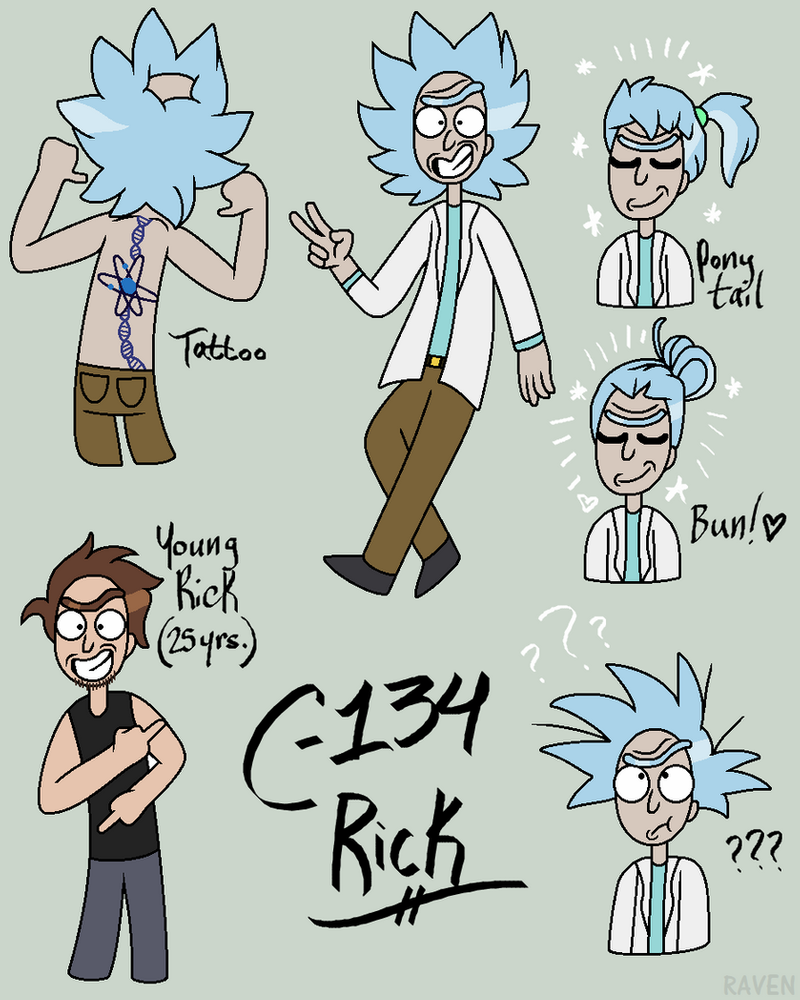 Tattoo
Pony
tail
Bun!♡
Young
Rick
(25yrs.)
C-134
Rick
? ? ?
???
RAVEN